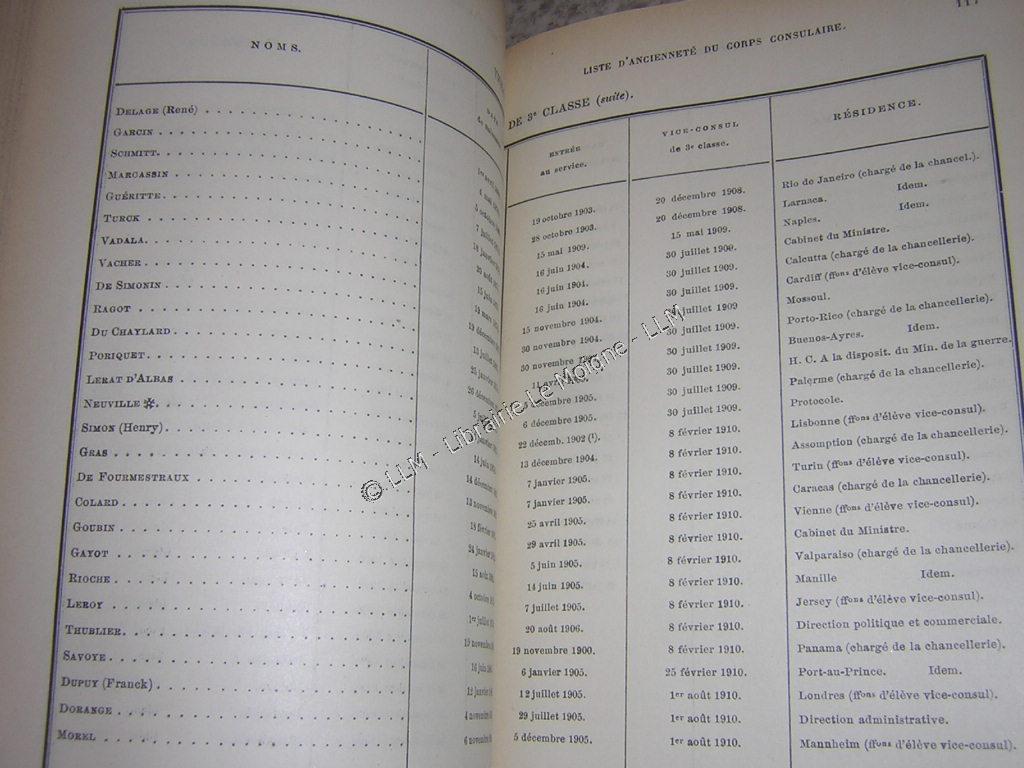 NOMS.
DELAGE (René)
GARCIN
SCHMITT.
MARCASSIN
GUÉRITTE.
TURCK
VADALA.
VACHER
DE SIMONIN
RAGOT
DU CHAYLARD.
PORIQUET.
LERAT D'ALBAS
NEUVILLE ✻.
SIMON (Henry).
GRAS
DE FOURMESTRAUX
COLARD
GOUBIN
GAYOT
RIOCHE
LEROY
THUBLIER.
SAVOYE
DUPUY (Franck)
DORANGE
MOREL
117
LISTE D'ANCIENNETÉ DU CORPS CONSULAIRE.
DE 3e CLASSE (suite).
ENTRÉE
au service.
VICE-CONSUL
de 3e classe.
RÉSIDENCE.
19 octobre 1903. 20 décembre 1908. Rio de Janeiro (chargé de la chancel.).
28 octobre 1903. 20 décembre 1908. Larnaca. Idem.
15 mai 1909. 15 mai 1909. Naples. Idem.
16 juin 1904. 30 juillet 1909. Cabinet du Ministre.
16 juin 1904. 30 juillet 1909. Calcutta (chargé de la chancellerie).
16 juin 1904. 30 juillet 1909. Cardiff (ffons d'élève vice-consul).
15 novembre 1904. juillet 1909 Mossoul.
30 novembre 1904. 30 juillet 1909. Porto-Rico (chargé de la chancellerie).
30 novembre 30 juillet 1909. Buenos-Ayres. Idem.
30 juillet 1909. H. C. A la disposit. du Min. de la guerre.
décembre 1905. 30 juillet 1909. Palerme (chargé de la chancellerie).
6 décembre 1905. 30 juillet 1909. Protocole.
22 décemb. 1902 (1). 8 février 1910. Lisbonne (ffons d'élève vice-consul).
13 décembre 1904. 8 février 1910. Assomption (chargé de la chancellerie).
7 janvier 1905. 8 février 1910. Turin (ffons d'élève vice-consul).
7 janvier 1905. 8 février 1910. Caracas (chargé de la chancellerie).
25 avril 1905. 8 février 1910. Vienne (ffons d'élève vice-consul).
29 avril 1905. 8 février 1910. Cabinet du Ministre.
5 juin 1905. 8 février 1910. Valparaiso (chargé de la chancellerie).
14 juin 1905. 8 février 1910. Manille Idem.
7 juillet 1905. 8 février 1910. Jersey (ffons d'élève vice-consul).
20 août 1906. 8 février 1910. Direction politique et commerciale.
19 novembre 1900. 8 février 1910. Panama (chargé de la chancellerie).
6 janvier 1905. 25 février 1910. Port-au-Prince. Idem.
12 juillet 1905. 1er août 1910. Londres (ffons d'élève vice-consul).
29 juillet 1905. 1er août 1910. Direction administrative.
5 décembre 1905. 1er août 1910. Mannheim (ffons d'élève vice-consul).
© LLM - Librairie Le Moigne - LLM